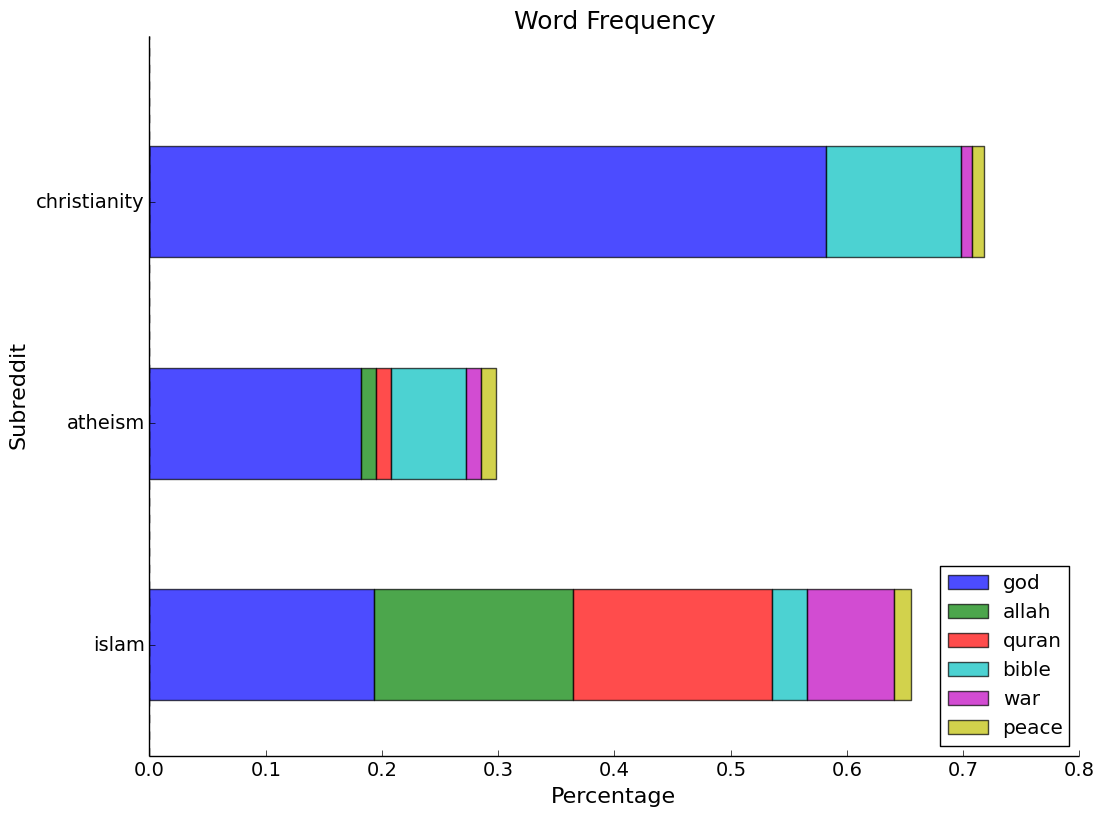 Word Frequency
Subreddit
christianity
atheism
islam
god
allah
quran
bible
war
peace
0.0 0.1 0.2 0.3 0.4 0.5 0.6 0.7 0.8
Percentage